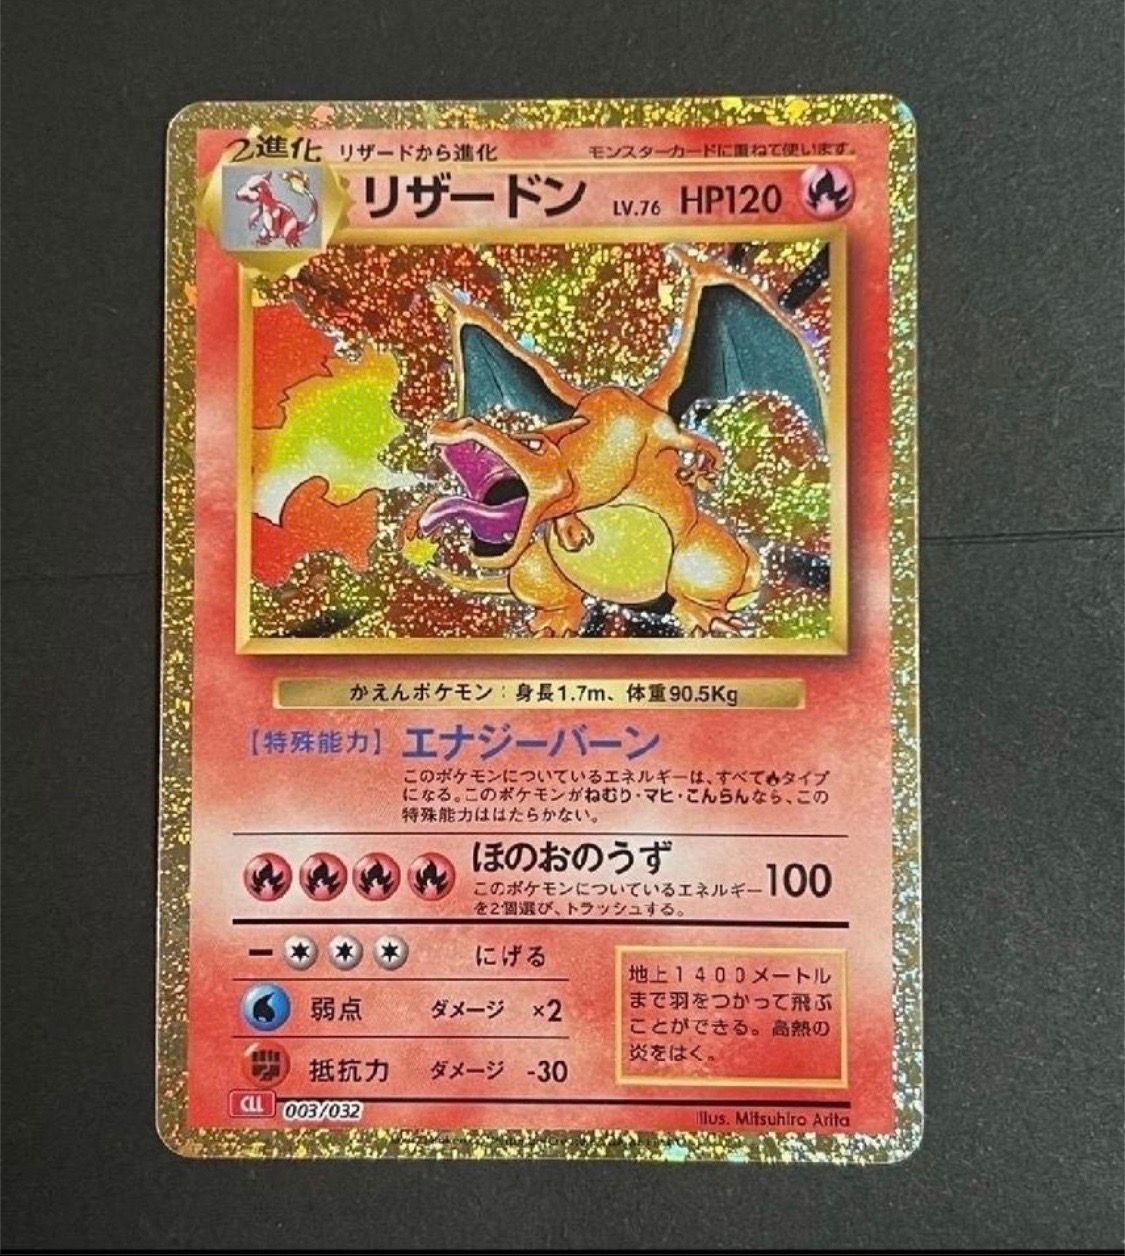 2進化 リザードから進化 モンスターカードに重ねて使います。
リザードン LV.76 HP120
かえんポケモン：身長1.7m、体重90.5Kg
【特殊能力】エナジーバーン
このポケモンについているエネルギーは、すべて🔥タイプ
になる。このポケモンがねむり・マヒ・こんらんなら、この
特殊能力ははたらかない。
ほのおのうず 100
このポケモンについているエネルギー
を2個選び、トラッシュする。
にげる
弱点 ダメージ ×2
抵抗力 ダメージ -30
地上1400メートル
まで羽をつかって飛ぶ
ことができる。高熱の
炎をはく。
CLL 003/032
Illus. Mitsuhiro Arita